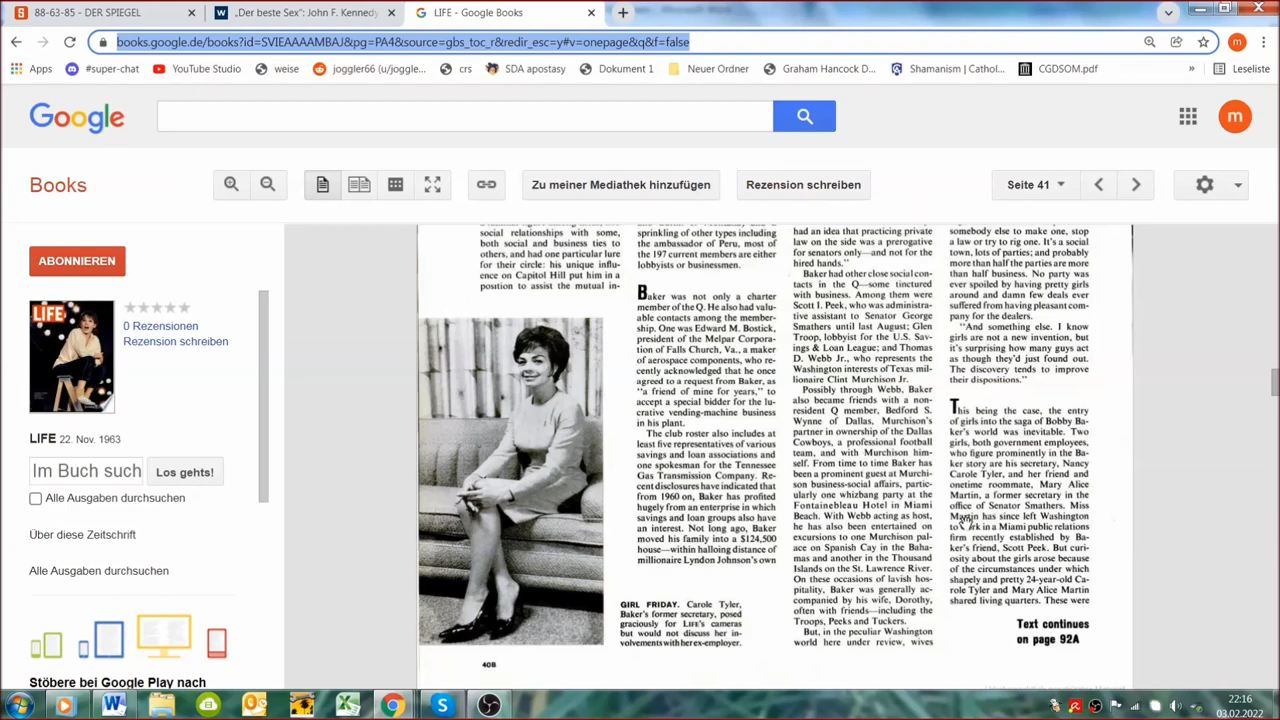 88-63-85 - DER SPIEGEL
„Der beste Sex“: John F. Kennedy
LIFE - Google Books
books.google.de/books?id=SVIEAAAAMBAJ&pg=PA4&source=gbs_toc_r&redir_esc=y#v=onepage&q&f=false
Apps
#super-chat
YouTube Studio
weise
joggler66 (u/joggle...
crs
SDA apostasy
Dokument 1
Neuer Ordner
Graham Hancock D...
Shamanism | Cathol...
CGDSOM.pdf
»
Leseliste
Google
m
Books
Zu meiner Mediathek hinzufügen
Rezension schreiben
Seite 41
ABONNIEREN
LIFE
0 Rezensionen
Rezension schreiben
LIFE 22. Nov. 1963
Im Buch such
Los gehts!
Alle Ausgaben durchsuchen
Über diese Zeitschrift
Alle Ausgaben durchsuchen
Stöbere bei Google Play nach
social relationships with some,
both social and business ties to
others, and had one particular lure
for their circle: his unique influ-
ence on Capitol Hill put him in a
position to assist the mutual in-
40B
sprinkling of other types including
the ambassador of Peru, most of
the 197 current members are either
lobbyists or businessmen.
Baker was not only a charter
member of the Q. He also had valu-
able contacts among the member-
ship. One was Edward M. Bostick,
president of the Melpar Corpora-
tion of Falls Church, Va., a maker
of aerospace components, who re-
cently acknowledged that he once
agreed to a request from Baker, as
"a friend of mine for years," to
accept a special bidder for the lu-
crative vending-machine business
in his plant.
The club roster also includes at
least five representatives of various
savings and loan associations and
one spokesman for the Tennessee
Gas Transmission Company. Re-
cent disclosures have indicated that
from 1960 on, Baker has profited
hugely from an enterprise in which
savings and loan groups also have
an interest. Not long ago, Baker
moved his family into a $124,500
house—within halloing distance of
millionaire Lyndon Johnson's own
GIRL FRIDAY. Carole Tyler,
Baker's former secretary, posed
graciously for LIFE's cameras
but would not discuss her in-
volvements with her ex-employer.
had an idea that practicing private
law on the side was a prerogative
for senators only—and not for the
hired hands."
Baker had other close social con-
tacts in the Q—some tinctured
with business. Among them were
Scott I. Peek, who was administra-
tive assistant to Senator George
Smathers until last August; Glen
Troop, lobbyist for the U.S. Sav-
ings & Loan League; and Thomas
D. Webb Jr., who represents the
Washington interests of Texas mil-
lionaire Clint Murchison Jr.
Possibly through Webb, Baker
also became friends with a non-
resident Q member, Bedford S.
Wynne of Dallas, Murchison's
partner in ownership of the Dallas
Cowboys, a professional football
team, and with Murchison him-
self. From time to time Baker has
been a prominent guest at Murchi-
son business-social affairs, partic-
ularly one whizbang party at the
Fontainebleau Hotel in Miami
Beach. With Webb acting as host,
he has also been entertained on
excursions to one Murchison pal-
ace on Spanish Cay in the Baha-
mas and another in the Thousand
Islands on the St. Lawrence River.
On these occasions of lavish hos-
pitality, Baker was generally ac-
companied by his wife, Dorothy,
often with friends—including the
Troops, Peeks and Tuckers.
But, in the peculiar Washington
world here under review, wives
somebody else to make one, stop
a law or try to rig one. It's a social
town, lots of parties; and probably
more than half the parties are more
than half business. No party was
ever spoiled by having pretty girls
around and damn few deals ever
suffered from having pleasant com-
pany for the dealers.
"And something else. I know
girls are not a new invention, but
it's surprising how many guys act
as though they'd just found out.
The discovery tends to improve
their dispositions."
This being the case, the entry
of girls into the saga of Bobby Ba-
ker's world was inevitable. Two
girls, both government employees,
who figure prominently in the Ba-
ker story are his secretary, Nancy
Carole Tyler, and her friend and
onetime roommate, Mary Alice
Martin, a former secretary in the
office of Senator Smathers. Miss
Martin has since left Washington
to in a Miami public relations
firm recently established by Ba-
ker's friend, Scott Peek. But curi-
osity about the girls arose because
of the circumstances under which
shapely and pretty 24-year-old Ca-
role Tyler and Mary Alice Martin
shared living quarters. These were
Text continues
on page 92A
22:16
03.02.2022